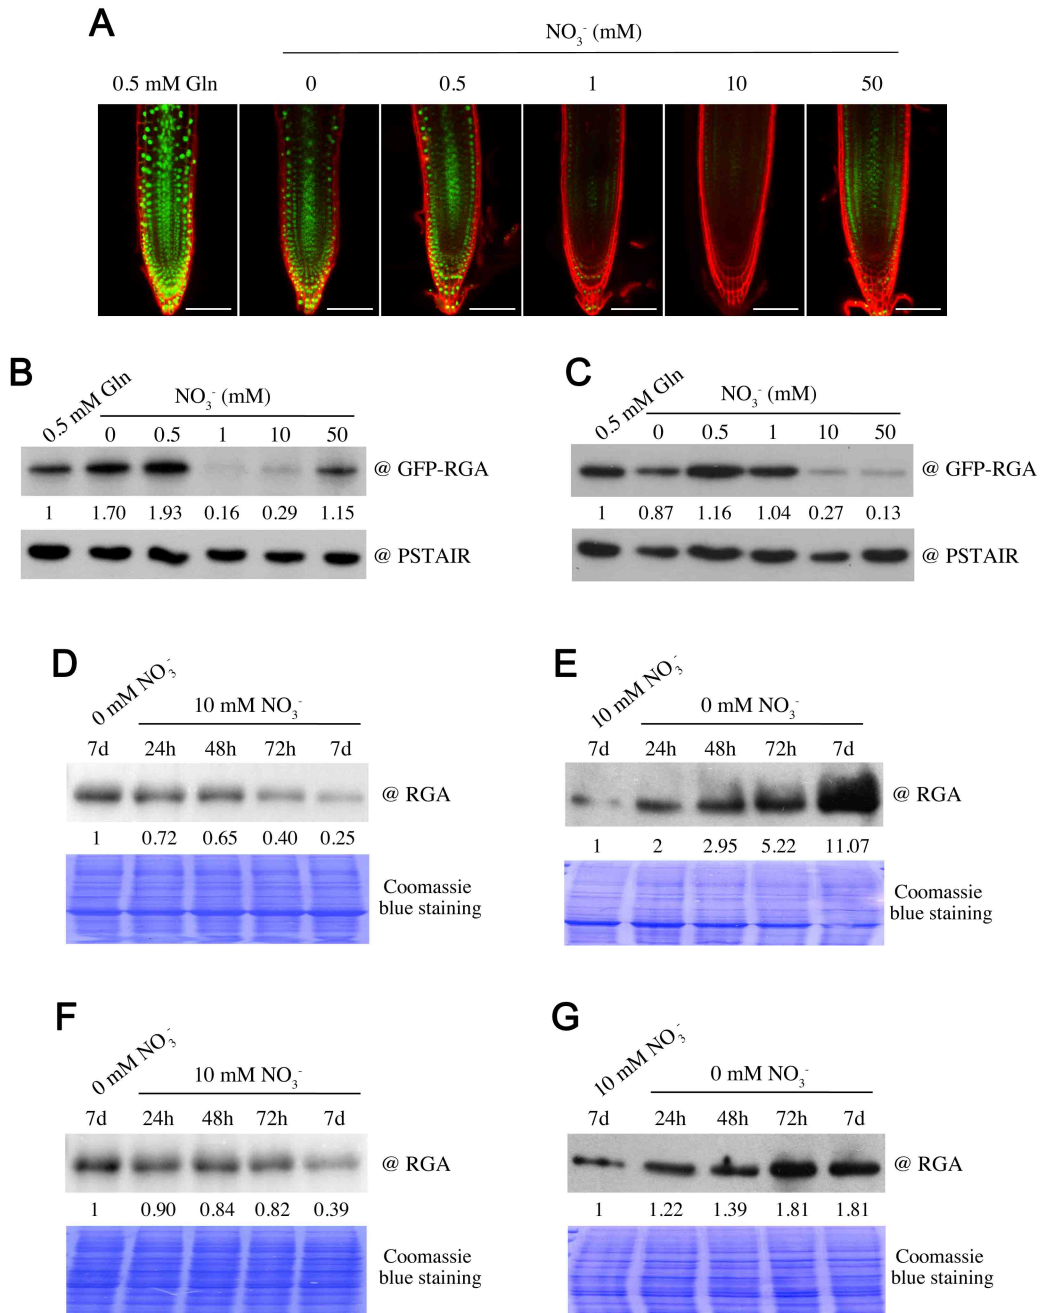 A
NO₃⁻ (mM)
0.5 mM Gln 0 0.5 1 10 50
B
0.5 mM Gln
NO₃⁻ (mM)
0 0.5 1 10 50
@ GFP-RGA
1 1.70 1.93 0.16 0.29 1.15
@ PSTAIR
C
0.5 mM Gln
NO₃⁻ (mM)
0 0.5 1 10 50
@ GFP-RGA
1 0.87 1.16 1.04 0.27 0.13
@ PSTAIR
D
0 mM NO₃⁻
10 mM NO₃⁻
7d 24h 48h 72h 7d
@ RGA
1 0.72 0.65 0.40 0.25
Coomassie
blue staining
E
10 mM NO₃⁻
0 mM NO₃⁻
7d 24h 48h 72h 7d
@ RGA
1 2 2.95 5.22 11.07
Coomassie
blue staining
F
0 mM NO₃⁻
10 mM NO₃⁻
7d 24h 48h 72h 7d
@ RGA
1 0.90 0.84 0.82 0.39
Coomassie
blue staining
G
10 mM NO₃⁻
0 mM NO₃⁻
7d 24h 48h 72h 7d
@ RGA
1 1.22 1.39 1.81 1.81
Coomassie
blue staining